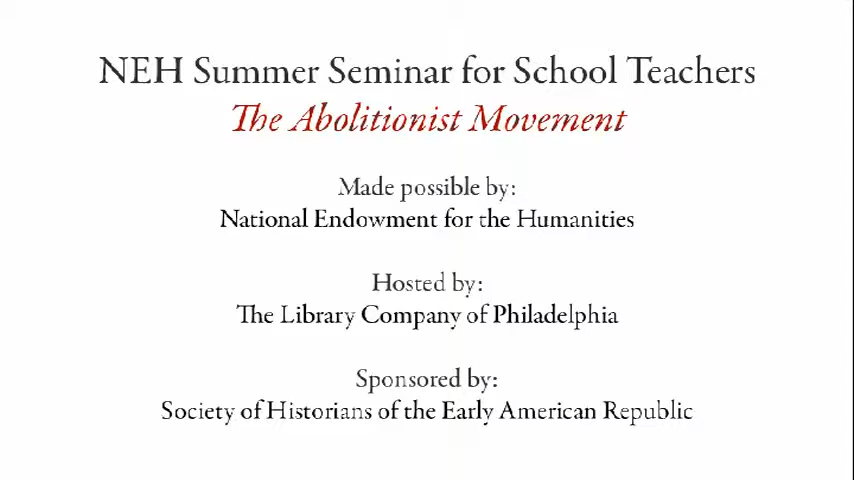 NEH Summer Seminar for School Teachers
The Abolitionist Movement
Made possible by:
National Endowment for the Humanities
Hosted by:
The Library Company of Philadelphia
Sponsored by:
Society of Historians of the Early American Republic